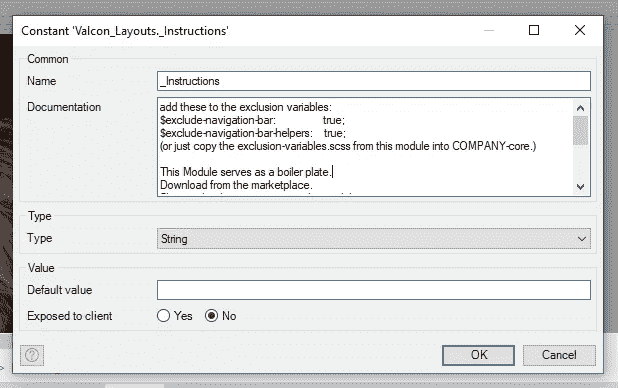 Constant 'Valcon_Layouts._Instructions'
Common
Name
_Instructions
Documentation
add these to the exclusion variables:
$exclude-navigation-bar: true;
$exclude-navigation-bar-helpers: true;
(or just copy the exclusion-variables.scss from this module into COMPANY-core.)
This Module serves as a boiler plate.
Download from the marketplace.
Type
Type
String
Value
Default value
Exposed to client
Yes
No
?
OK
Cancel